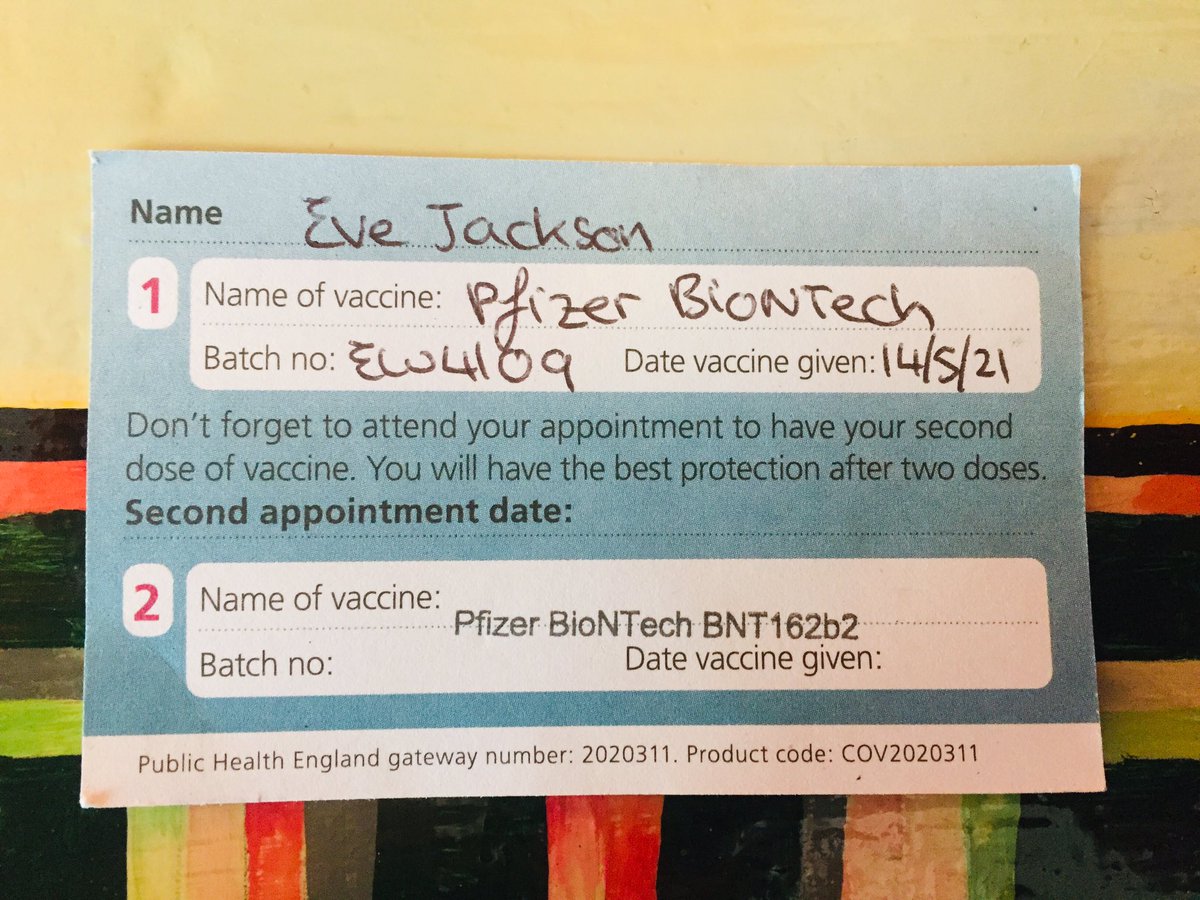 Name Eve Jackson
1 Name of vaccine: Pfizer BioNTech
Batch no: EW4109 Date vaccine given: 14/5/21
Don't forget to attend your appointment to have your second
dose of vaccine. You will have the best protection after two doses.
Second appointment date:
2 Name of vaccine:
Pfizer BioNTech BNT162b2
Batch no: Date vaccine given:
Public Health England gateway number: 2020311. Product code: COV2020311